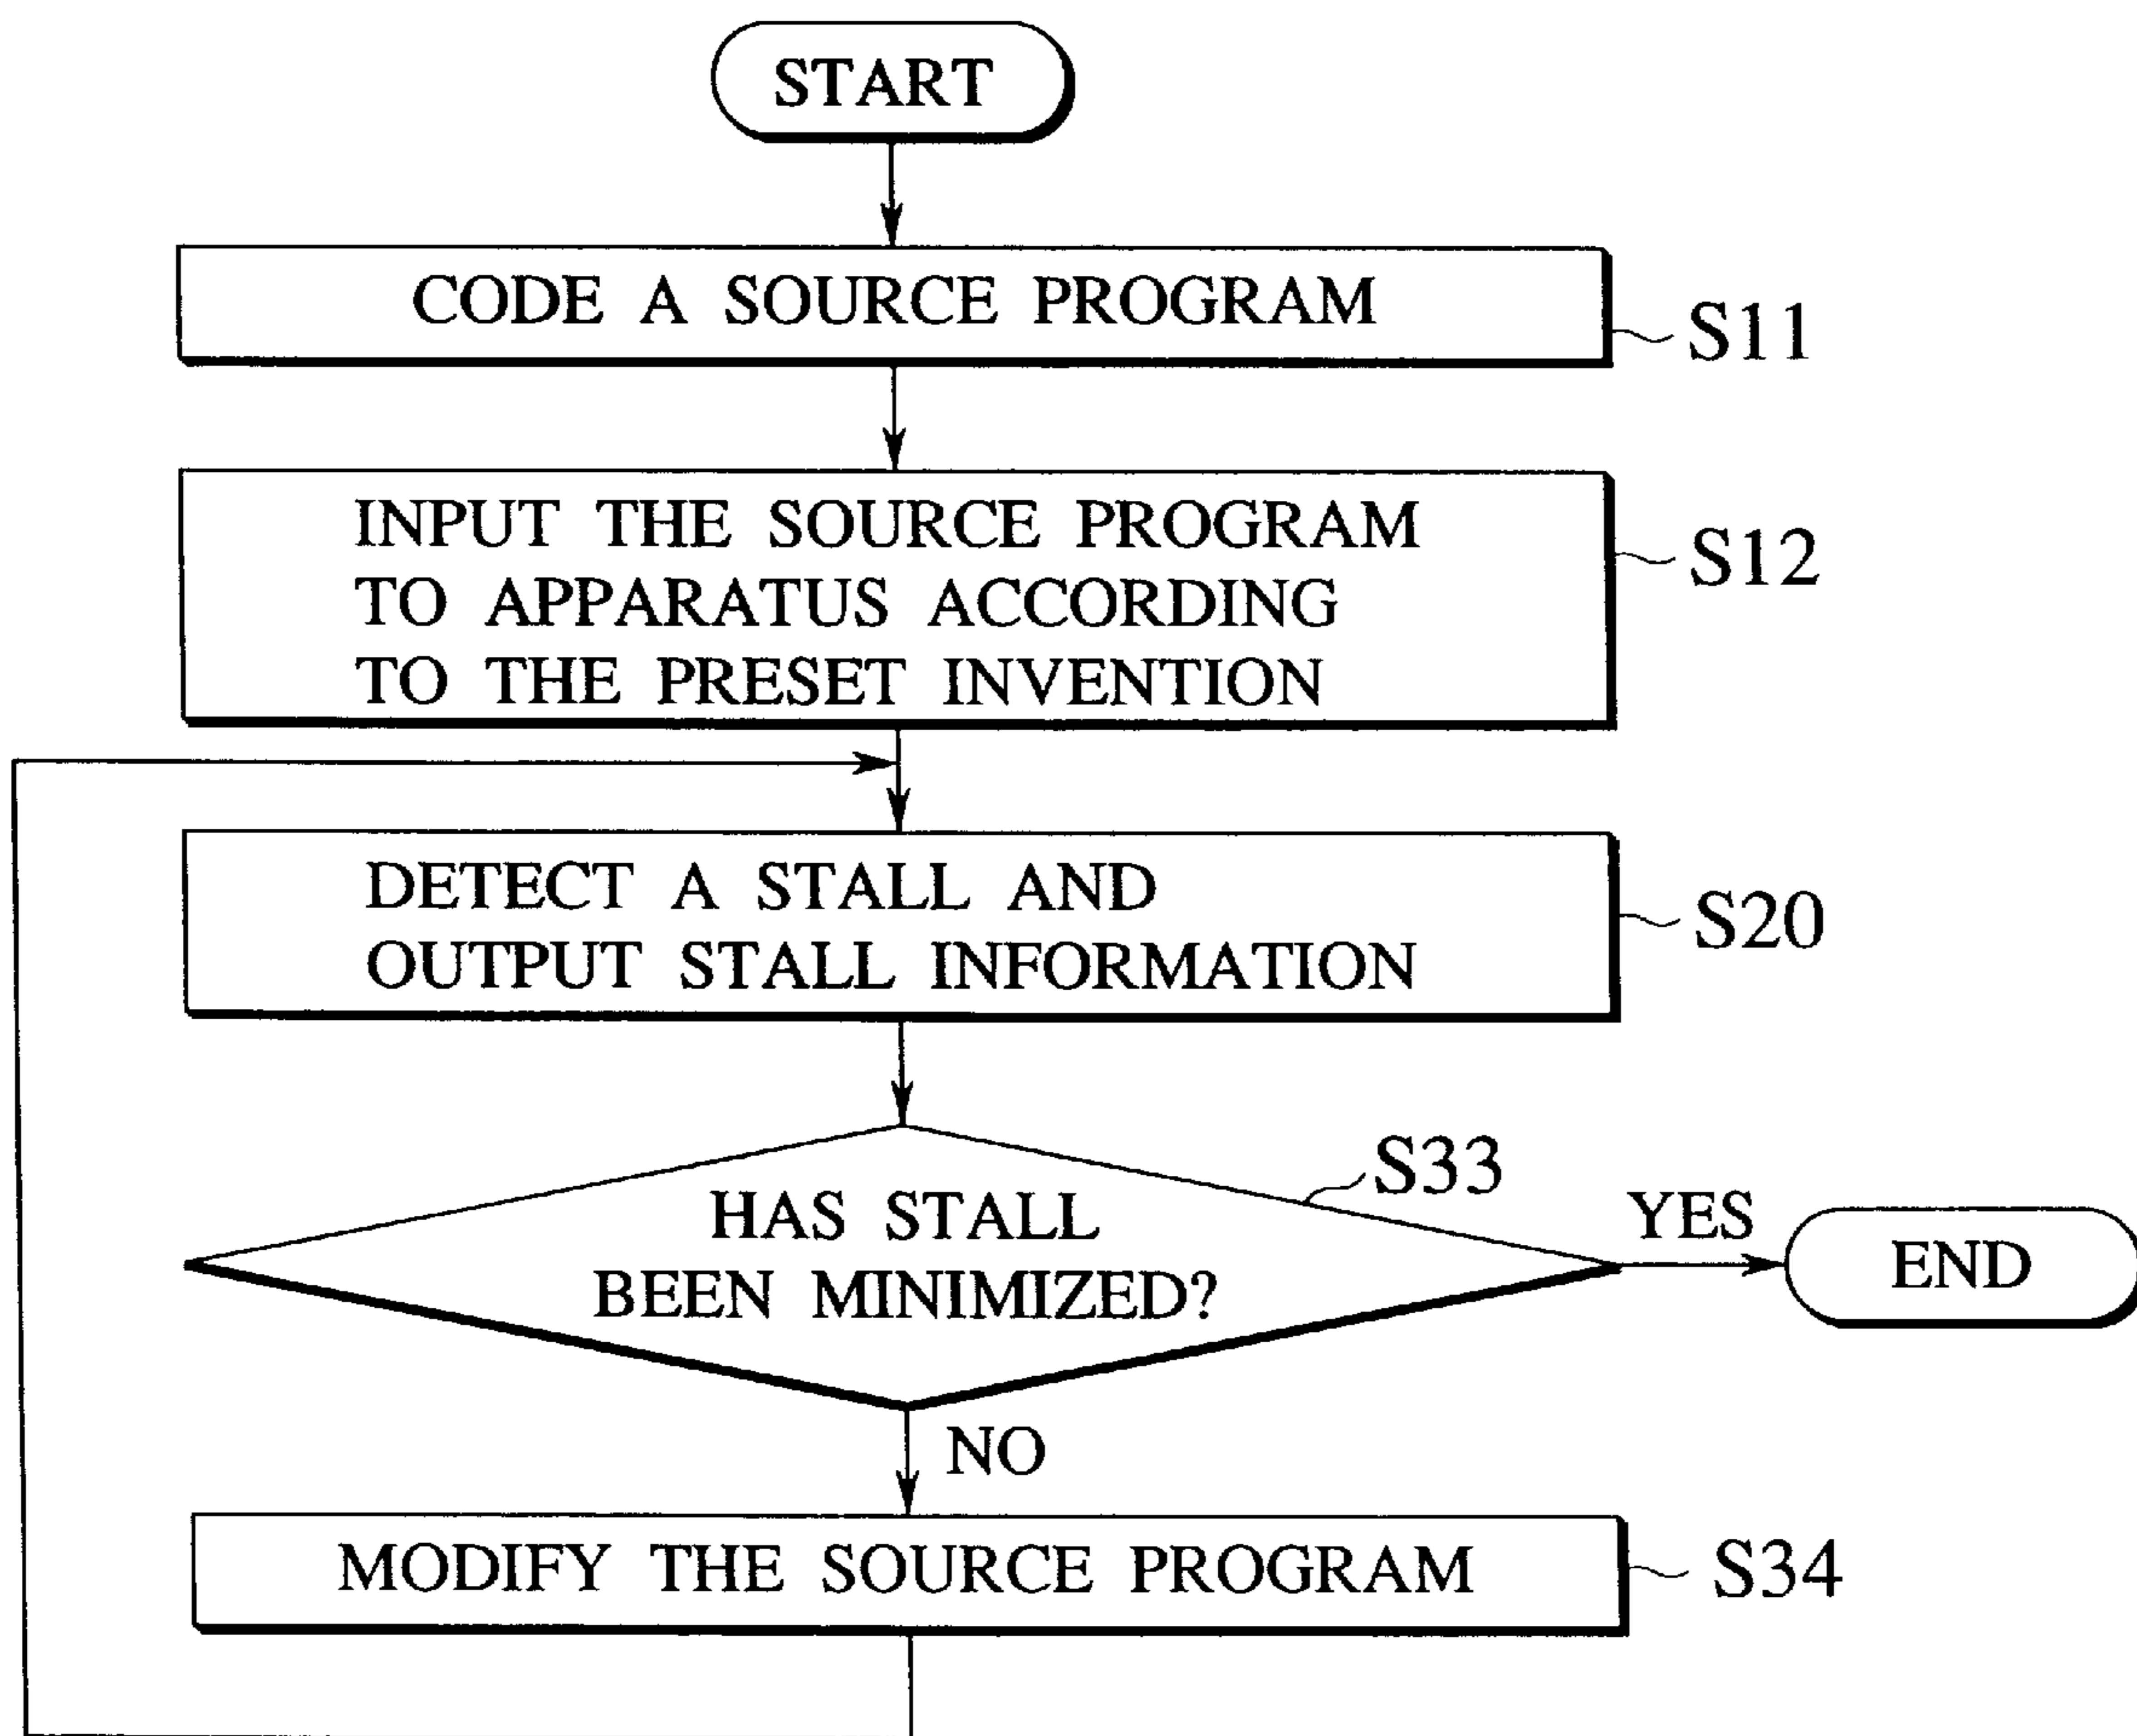 START
CODE A SOURCE PROGRAM
S11
INPUT THE SOURCE PROGRAM
TO APPARATUS ACCORDING
TO THE PRESET INVENTION
S12
DETECT A STALL AND
OUTPUT STALL INFORMATION
S20
HAS STALL
BEEN MINIMIZED?
S33
YES
END
NO
MODIFY THE SOURCE PROGRAM
S34